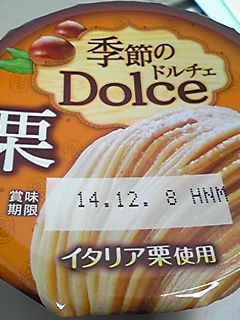 季節の
ドルチェ
Dolce
栗
賞味
期限
14.12. 8 HNM
イタリア栗使用